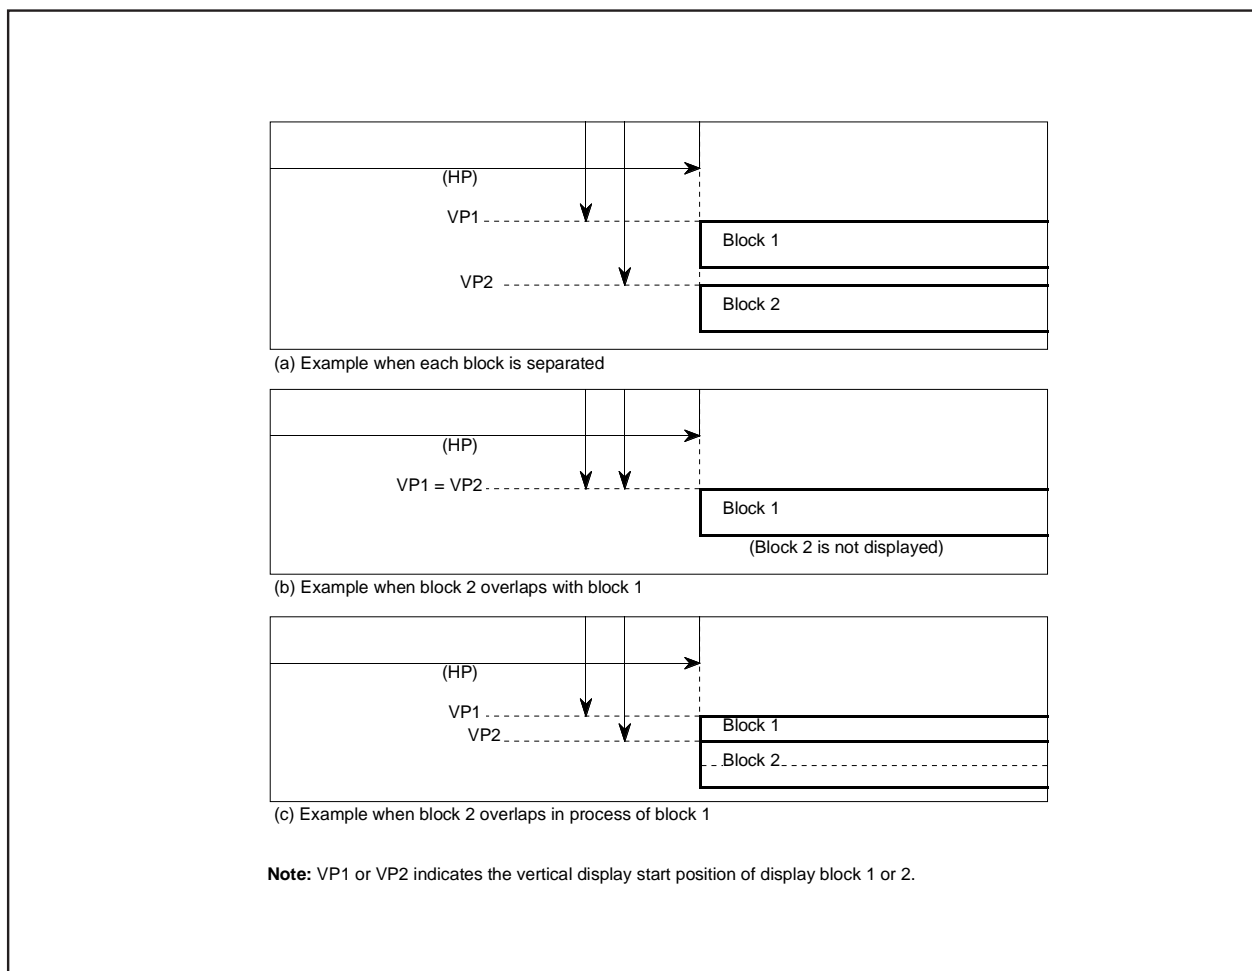 (HP)
VP1
Block 1
VP2
Block 2
(a) Example when each block is separated
(HP)
VP1 = VP2
Block 1
(Block 2 is not displayed)
(b) Example when block 2 overlaps with block 1
(HP)
VP1
Block 1
VP2
Block 2
(c) Example when block 2 overlaps in process of block 1
Note: VP1 or VP2 indicates the vertical display start position of display block 1 or 2.